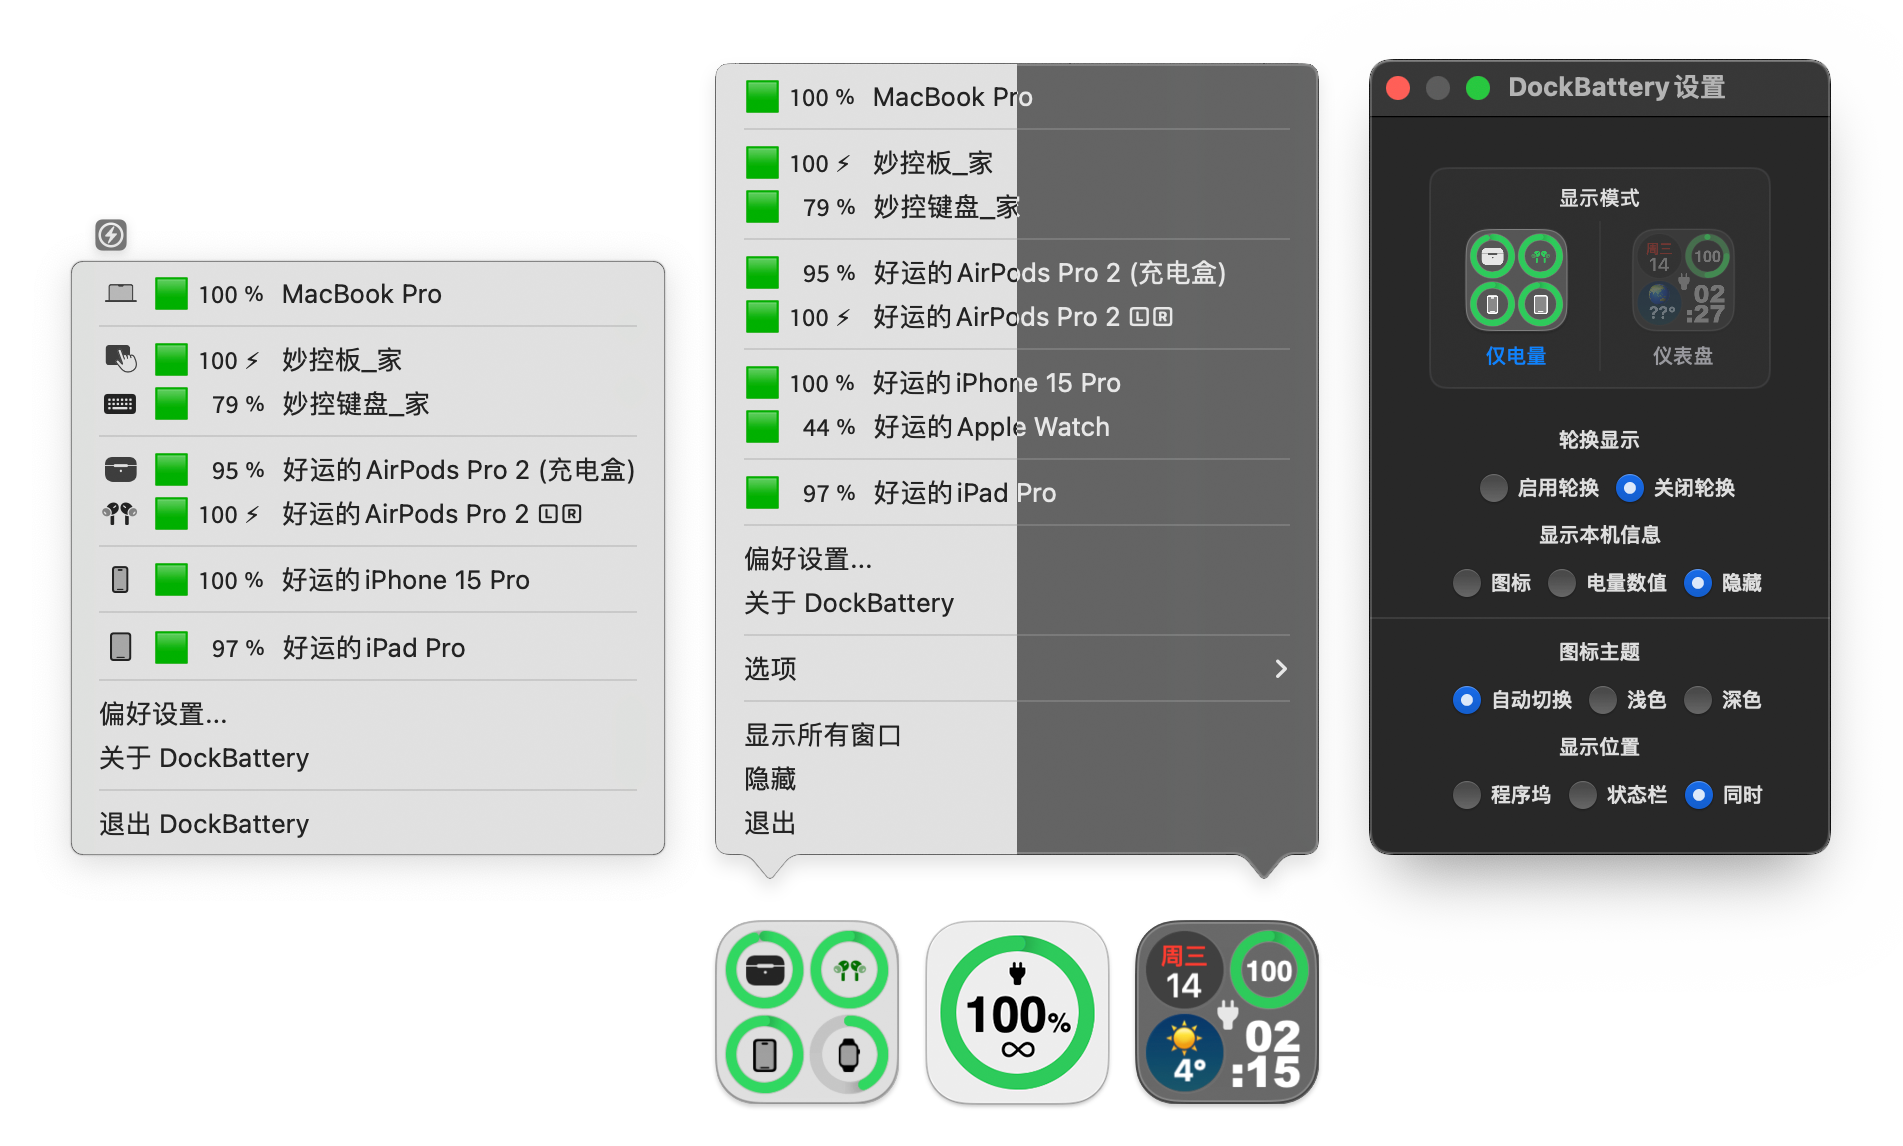 100 % MacBook Pro
100 ⚡ 妙控板_家
79 % 妙控键盘_家
95 % 好运的AirPods Pro 2 (充电盒)
100 ⚡ 好运的AirPods Pro 2 🄻🅁
100 % 好运的iPhone 15 Pro
97 % 好运的iPad Pro
偏好设置...
关于 DockBattery
退出 DockBattery
100 % MacBook Pro
100 ⚡ 妙控板_家
79 % 妙控键盘_家
95 % 好运的AirPods Pro 2 (充电盒)
100 ⚡ 好运的AirPods Pro 2 🄻🅁
100 % 好运的iPhone 15 Pro
44 % 好运的Apple Watch
97 % 好运的iPad Pro
偏好设置...
关于 DockBattery
选项
显示所有窗口
隐藏
退出
100%
∞
周三
14
100
4°
02
:15
DockBattery设置
显示模式
周三
14
100
??°
02
:27
仅电量
仪表盘
轮换显示
启用轮换 关闭轮换
显示本机信息
图标 电量数值 隐藏
图标主题
自动切换 浅色 深色
显示位置
程序坞 状态栏 同时